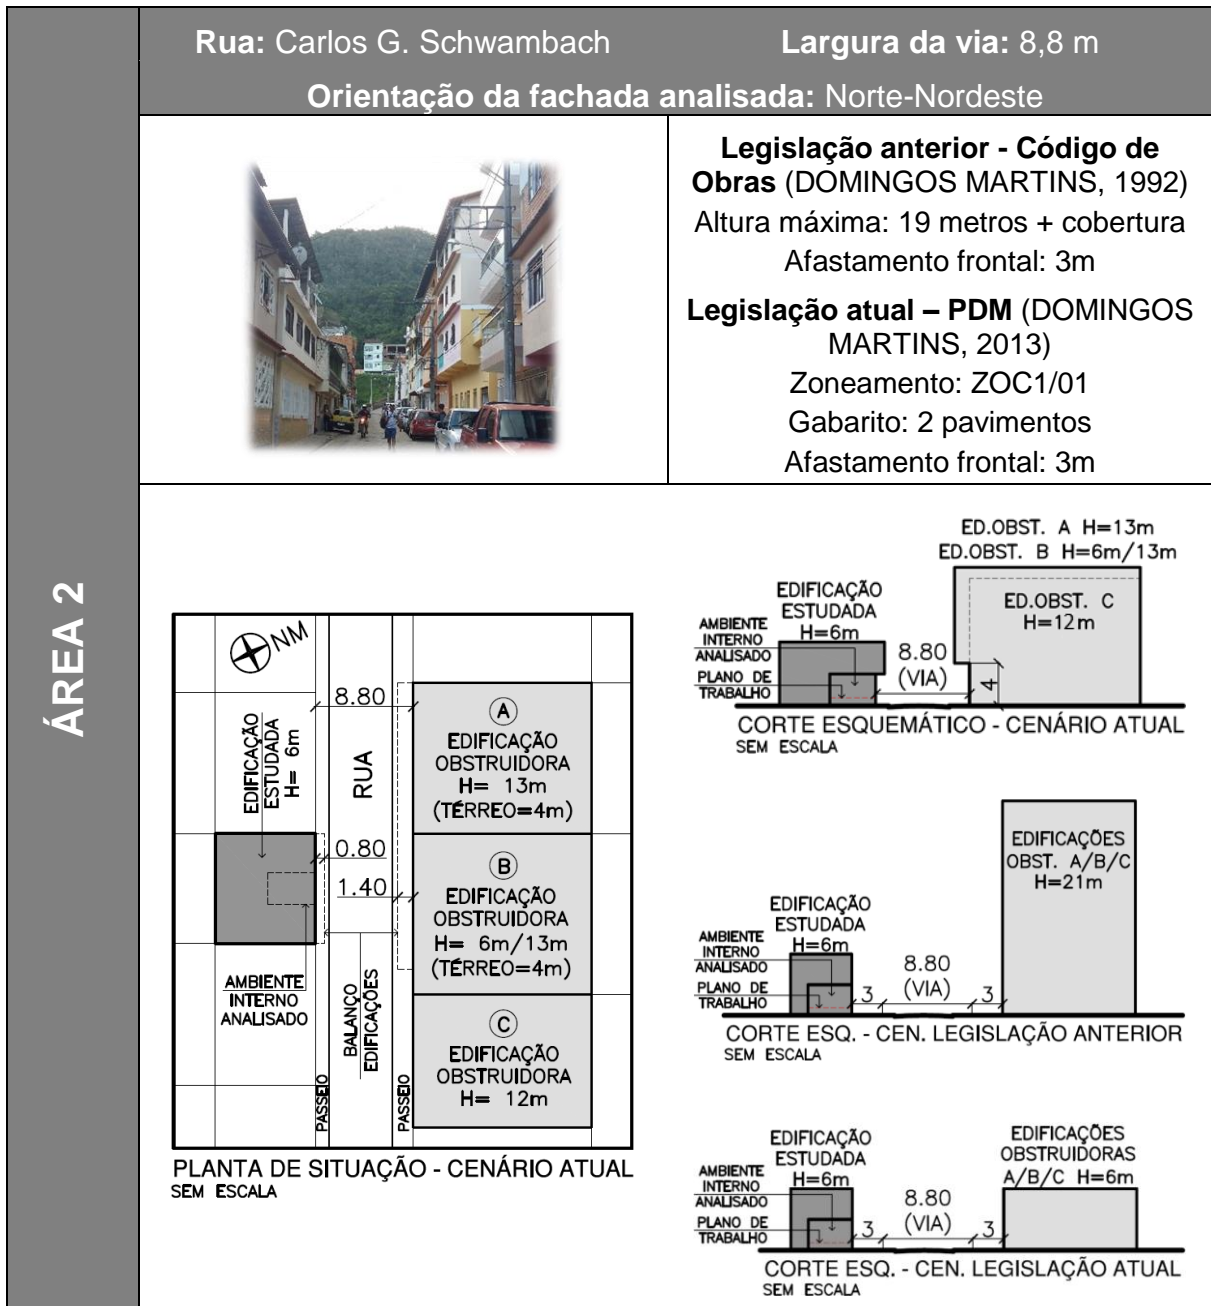 ÁREA 2
Rua: Carlos G. Schwambach
Largura da via: 8,8 m
Orientação da fachada analisada: Norte-Nordeste
Legislação anterior - Código de
Obras (DOMINGOS MARTINS, 1992)
Altura máxima: 19 metros + cobertura
Afastamento frontal: 3m
Legislação atual – PDM (DOMINGOS
MARTINS, 2013)
Zoneamento: ZOC1/01
Gabarito: 2 pavimentos
Afastamento frontal: 3m
NM
EDIFICAÇÃO
ESTUDADA
H= 6m
8.80
RUA
0.80
1.40
A
EDIFICAÇÃO
OBSTRUIDORA
H= 13m
(TÉRREO=4m)
B
EDIFICAÇÃO
OBSTRUIDORA
H= 6m/13m
(TÉRREO=4m)
C
EDIFICAÇÃO
OBSTRUIDORA
H= 12m
AMBIENTE
INTERNO
ANALISADO
PASSEIO
BALANÇO
EDIFICAÇÕES
PASSEIO
PLANTA DE SITUAÇÃO - CENÁRIO ATUAL
SEM ESCALA
ED.OBST. A H=13m
ED.OBST. B H=6m/13m
ED.OBST. C
H=12m
EDIFICAÇÃO
ESTUDADA
H=6m
AMBIENTE
INTERNO
ANALISADO
PLANO DE
TRABALHO
8.80
(VIA)
4
CORTE ESQUEMÁTICO - CENÁRIO ATUAL
SEM ESCALA
EDIFICAÇÕES
OBST. A/B/C
H=21m
EDIFICAÇÃO
ESTUDADA
H=6m
AMBIENTE
INTERNO
ANALISADO
PLANO DE
TRABALHO
3
8.80
(VIA)
3
CORTE ESQ. - CEN. LEGISLAÇÃO ANTERIOR
SEM ESCALA
EDIFICAÇÃO
ESTUDADA
H=6m
EDIFICAÇÕES
OBSTRUIDORAS
A/B/C H=6m
AMBIENTE
INTERNO
ANALISADO
PLANO DE
TRABALHO
3
8.80
(VIA)
3
CORTE ESQ. - CEN. LEGISLAÇÃO ATUAL
SEM ESCALA